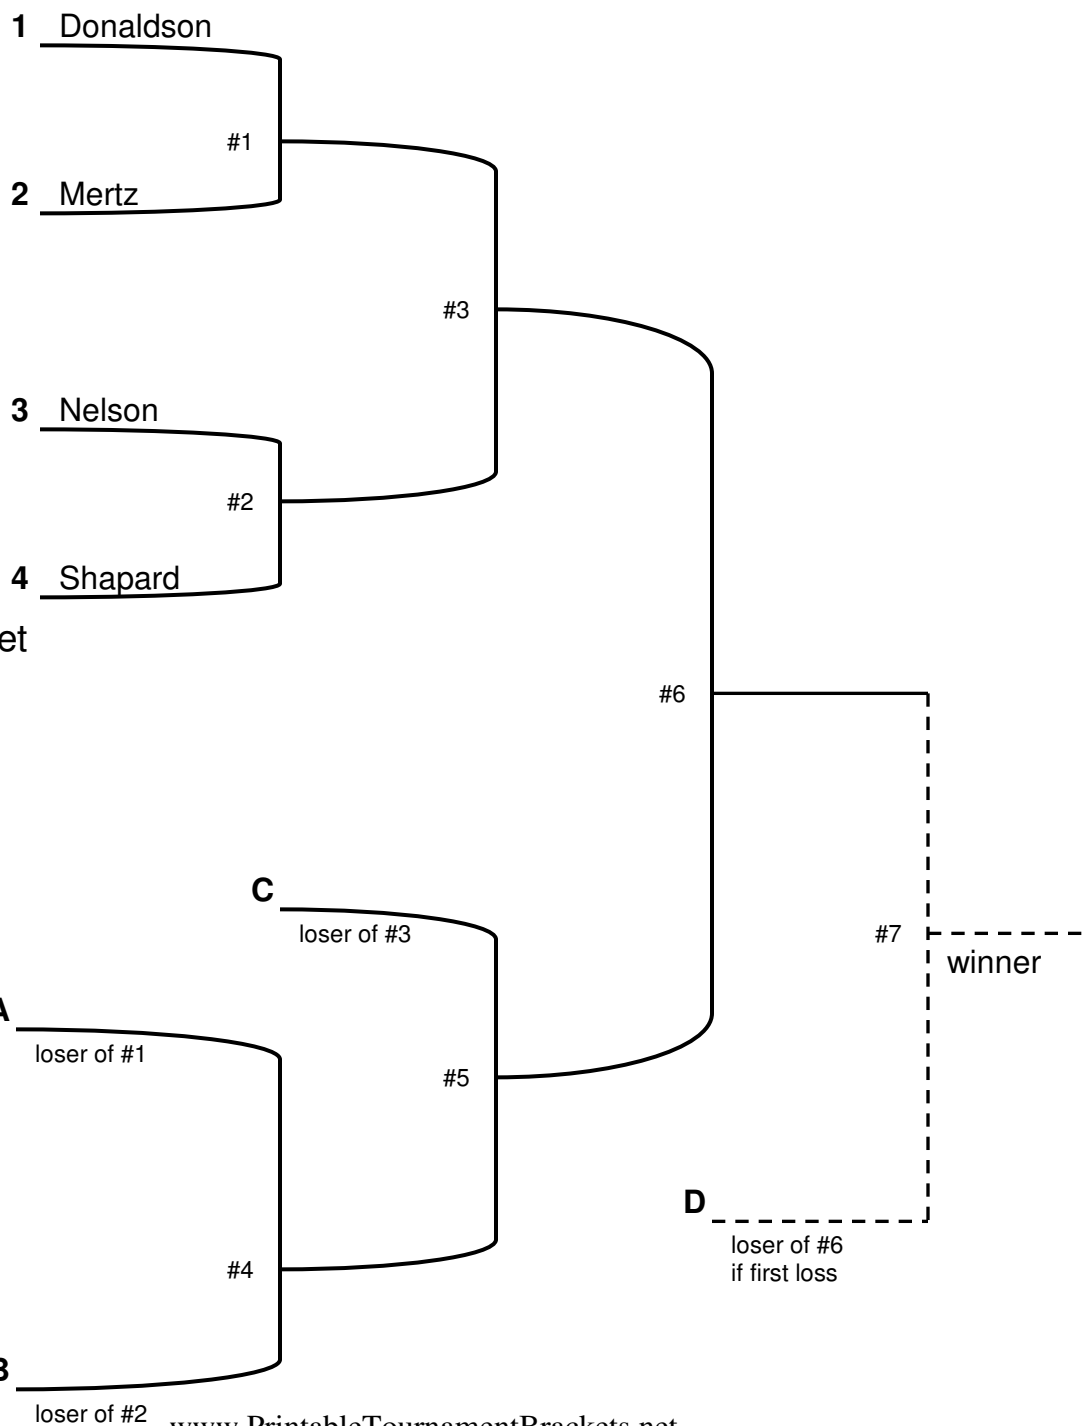 1 Donaldson
#1
2 Mertz
#3
3 Nelson
#2
4 Shapard
et
#6
C
loser of #3
#7
winner
A
loser of #1
#5
D
loser of #6
if first loss
#4
B
loser of #2
www.PrintableTournamentBrackets.net